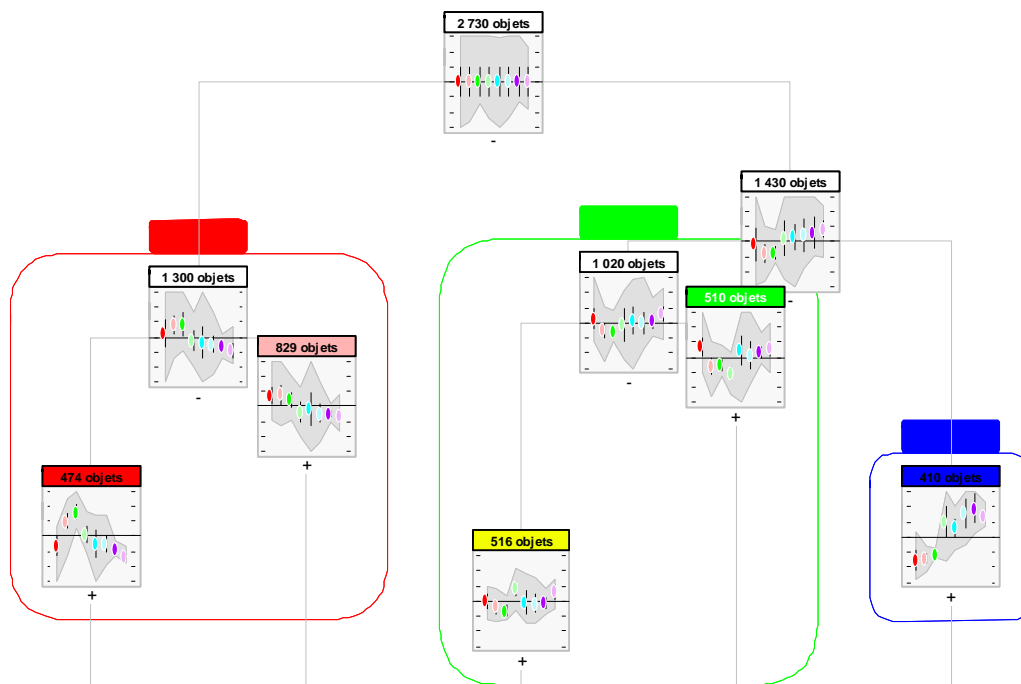 2 730 objets
-
1 430 objets
-
1 300 objets
-
1 020 objets
-
510 objets
+
829 objets
+
474 objets
+
410 objets
+
516 objets
+